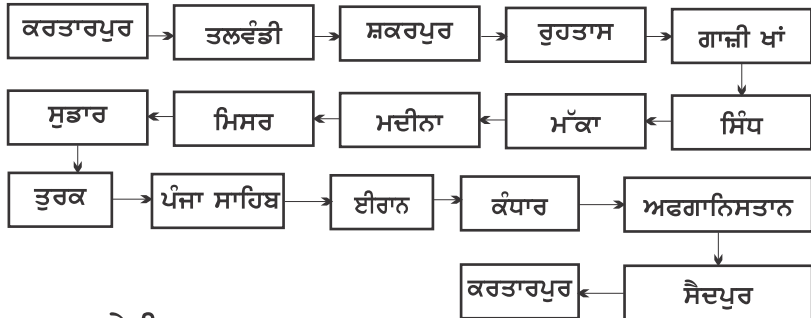 ਕਰਤਾਰਪੁਰ
ਤਲਵੰਡੀ
ਸ਼ਕਰਪੁਰ
ਰੁਹਤਾਸ
ਗਾਜ਼ੀ ਖਾਂ
ਸਿੰਧ
ਮੱਕਾ
ਮਦੀਨਾ
ਮਿਸਰ
ਸੁਡਾਰ
ਤੁਰਕ
ਪੰਜਾ ਸਾਹਿਬ
ਈਰਾਨ
ਕੰਧਾਰ
ਅਫਗਾਨਿਸਤਾਨ
ਸੈਦਪੁਰ
ਕਰਤਾਰਪੁਰ